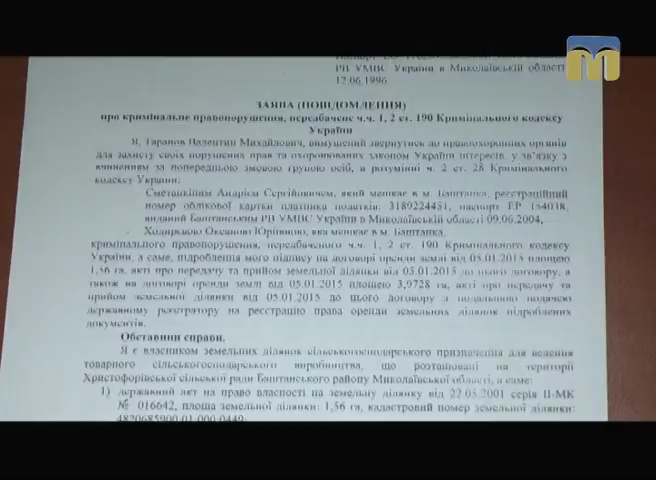 РВ УМВС України в Миколаївській області
12.06.1996
ЗАЯВА (ПОВІДОМЛЕННЯ)
про кримінальне правопорушення, передбачене ч.ч. 1, 2 ст. 190 Кримінального кодексу
України
Я, Таранов Валентин Михайлович, вимушений звернутись до правоохоронних органів
для захисту своїх порушених прав та охоронюваних законом України інтересів, у зв'язку з
вчиненням за попередньою змовою групою осіб, в розумінні ч. 2 ст. 28 Кримінального
кодексу України:
- Сметанкіним Андрієм Сергійовичем, який мешкає в м. Баштанка, реєстраційний
номер облікової картки платника податків: 3189224451, паспорт ЕР 154038,
виданий Баштанським РВ УМВС України в Миколаївській області 09.06.2004,
- Оксаною Юріївною, яка мешкає в м. Баштанка,
кримінального правопорушення, передбаченого ч.ч. 1, 2 ст. 190 Кримінального кодексу
України, а саме, підроблення мого підпису на договорі оренди землі від 05.01.2015 площею
1,56 га, акті про передачу та прийом земельної ділянки від 05.01.2015 до нього договору, а
також на договорі оренди землі від 05.01.2015 площею 3,9728 га, акті про передачу та
прийом земельної ділянки від 05.01.2015 до цього договору з подальшою подачею
державному реєстратору на реєстрацію права оренди земельних ділянок підроблених
документів.
Обставини справи.
Я є власником земельних ділянок сільськогосподарського призначення для ведення
товарного сільськогосподарського виробництва, що розташовані на території
Христофорівської сільської ради Баштанського району Миколаївської області, а саме:
1) державний акт на право власності на земельну ділянку від 22.05.2001 серія ІІ-МК
№ 016642, площа земельної ділянки: 1,56 га, кадастровий номер земельної ділянки:
4820685900:01:000:0449;